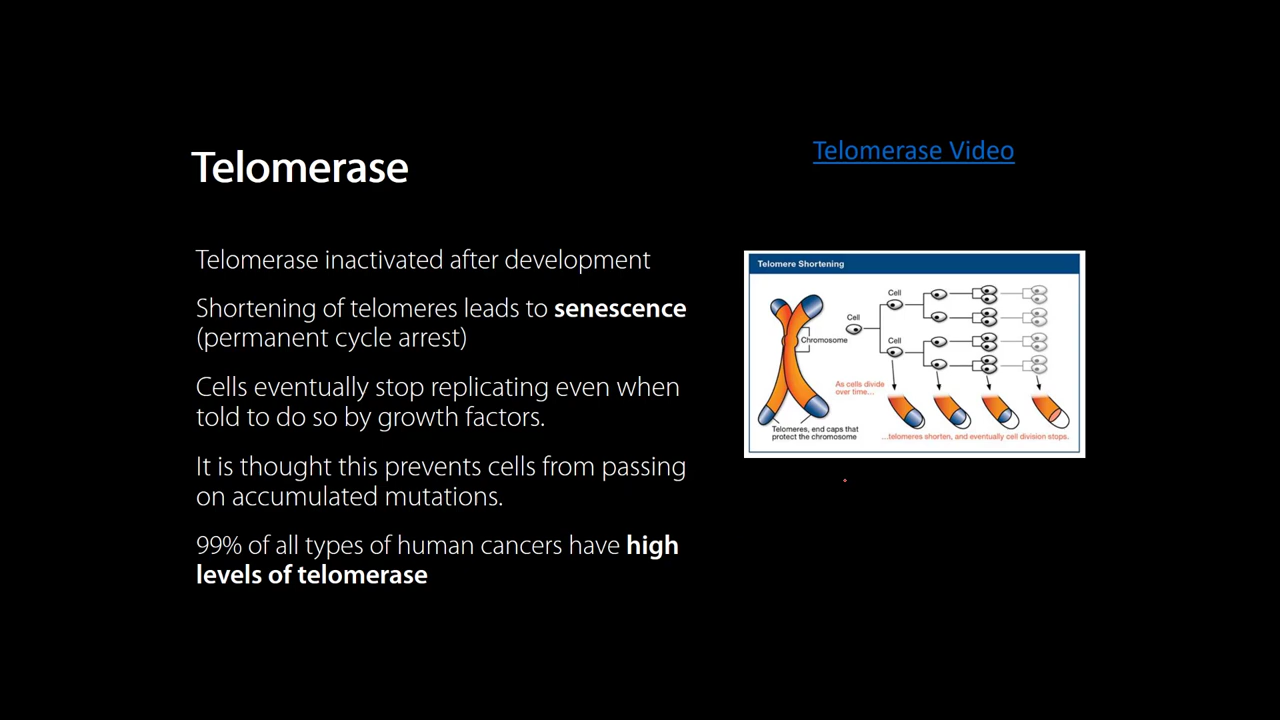 Telomerase
Telomerase Video
Telomerase inactivated after development
Shortening of telomeres leads to senescence
(permanent cycle arrest)
Cells eventually stop replicating even when
told to do so by growth factors.
It is thought this prevents cells from passing
on accumulated mutations.
99% of all types of human cancers have high
levels of telomerase
Telomere Shortening
Cell
Cell
Cell
Chromosome
As cells divide
over time...
Telomeres, end caps that
protect the chromosome
...telomeres shorten, and eventually cell division stops.